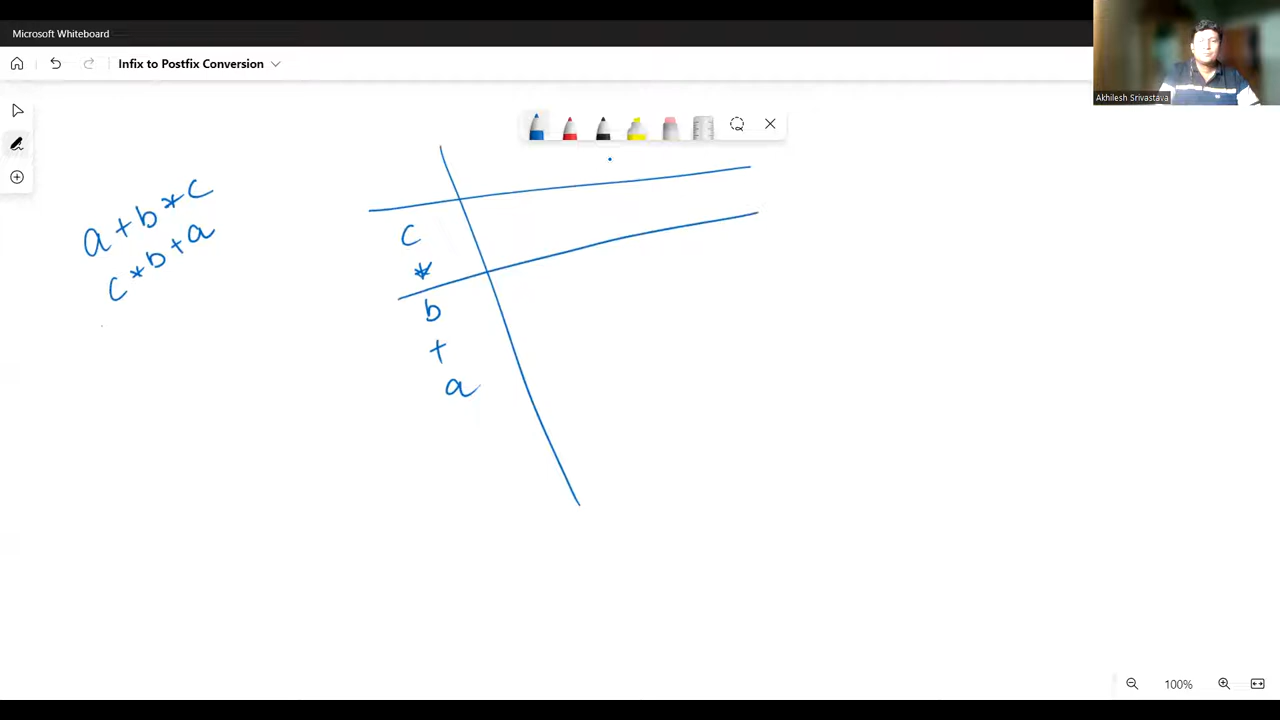 Microsoft Whiteboard
Infix to Postfix Conversion
Akhilesh Srivastava
a+b*c
c*b+a
c
*
b
+
a
100%